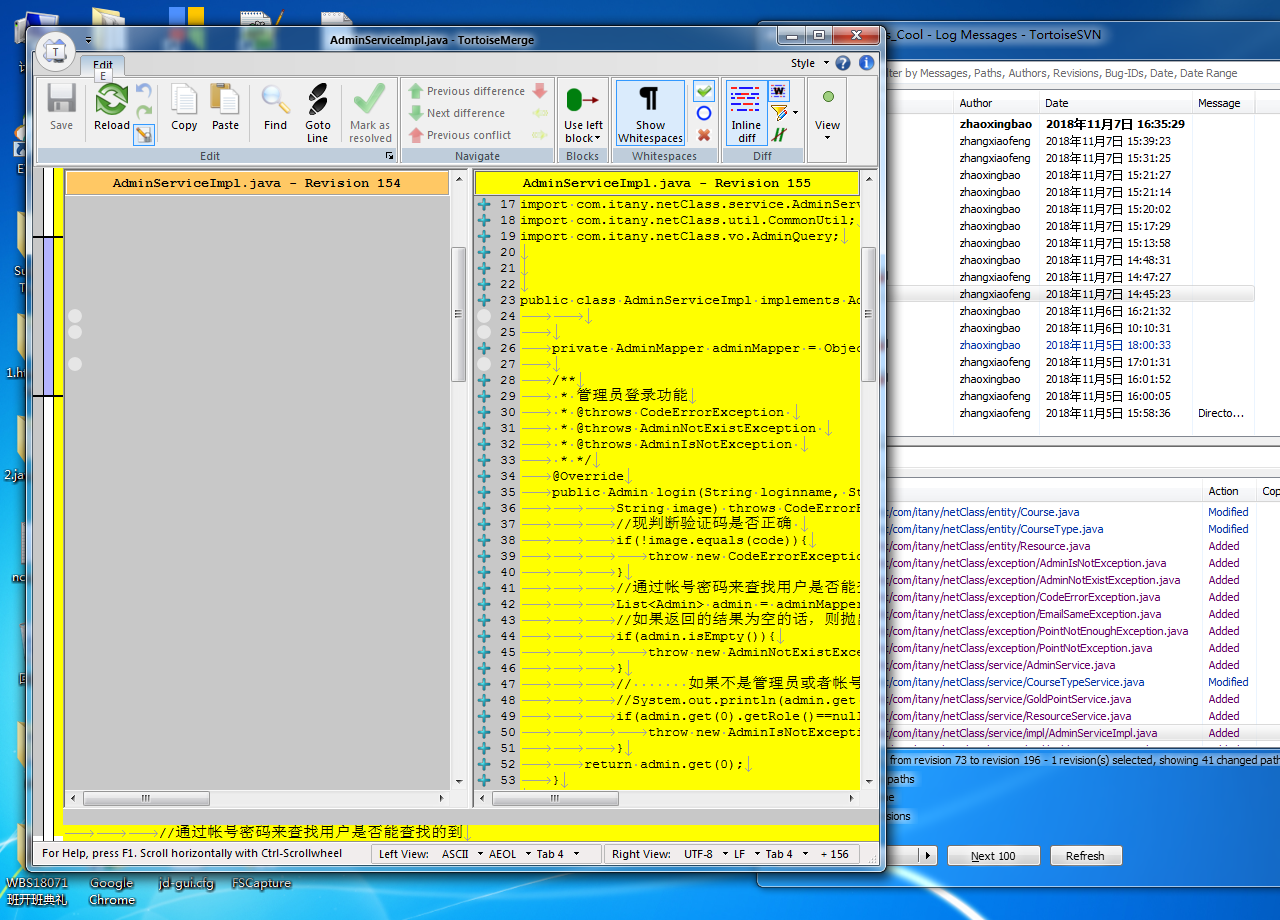 AdminServiceImpl.java - TortoiseMerge
s_Cool - Log Messages - TortoiseSVN
T
Edit
E
Style
Save
Reload
Copy
Paste
Find
Goto Line
Mark as resolved
Edit
Previous difference
Next difference
Previous conflict
Navigate
Use left block
Blocks
Show Whitespaces
Whitespaces
Inline diff
Diff
View
AdminServiceImpl.java - Revision 154
AdminServiceImpl.java - Revision 155
17 import com.itany.netClass.service.AdminServ
18 import com.itany.netClass.util.CommonUtil;
19 import com.itany.netClass.vo.AdminQuery;
20
21
22
23 public class AdminServiceImpl implements Ad
24
25
26 private AdminMapper adminMapper = Objec
27
28 /**
29 * 管理员登录功能
30 * @throws CodeErrorException
31 * @throws AdminNotExistException
32 * @throws AdminIsNotException
33 * */
34 @Override
35 public Admin login(String loginname, St
36 String image) throws CodeErrorE
37 //现判断验证码是否正确
38 if(!image.equals(code)){
39 throw new CodeErrorException
40 }
41 //通过帐号密码来查找用户是否能查
42 List<Admin> admin = adminMapper
43 //如果返回的结果为空的话，则抛出
44 if(admin.isEmpty()){
45 throw new AdminNotExistExce
46 }
47 // 如果不是管理员或者帐号
48 //System.out.println(admin.get
49 if(admin.get(0).getRole()==null
50 throw new AdminIsNotExcepti
51 }
52 return admin.get(0);
53 }
//通过帐号密码来查找用户是否能查找的到
For Help, press F1. Scroll horizontally with Ctrl-Scrollwheel
Left View: ASCII AEOL Tab 4
Right View: UTF-8 LF Tab 4 + 156
ter by Messages, Paths, Authors, Revisions, Bug-IDs, Date, Date Range
Author Date Message
zhaoxingbao 2018年11月7日 16:35:29
zhangxiaofeng 2018年11月7日 15:39:23
zhangxiaofeng 2018年11月7日 15:31:25
zhaoxingbao 2018年11月7日 15:21:27
zhaoxingbao 2018年11月7日 15:21:14
zhaoxingbao 2018年11月7日 15:20:02
zhaoxingbao 2018年11月7日 15:17:29
zhaoxingbao 2018年11月7日 15:13:58
zhaoxingbao 2018年11月7日 14:48:31
zhangxiaofeng 2018年11月7日 14:47:27
zhangxiaofeng 2018年11月7日 14:45:23
zhaoxingbao 2018年11月6日 16:21:32
zhaoxingbao 2018年11月6日 10:10:31
zhaoxingbao 2018年11月5日 18:00:33
zhangxiaofeng 2018年11月5日 17:01:31
zhaoxingbao 2018年11月5日 16:01:52
zhangxiaofeng 2018年11月5日 16:00:05
zhangxiaofeng 2018年11月5日 15:58:36 Directo...
Action Cop
/com/itany/netClass/entity/Course.java Modified
/com/itany/netClass/entity/CourseType.java Modified
/com/itany/netClass/entity/Resource.java Added
/com/itany/netClass/exception/AdminIsNotException.java Added
/com/itany/netClass/exception/AdminNotExistException.java Added
/com/itany/netClass/exception/CodeErrorException.java Added
/com/itany/netClass/exception/EmailSameException.java Added
/com/itany/netClass/exception/PointNotEnoughException.java Added
/com/itany/netClass/exception/PointNotException.java Added
/com/itany/netClass/service/AdminService.java Added
/com/itany/netClass/service/CourseTypeService.java Modified
/com/itany/netClass/service/GoldPointService.java Added
/com/itany/netClass/service/ResourceService.java Added
/com/itany/netClass/service/impl/AdminServiceImpl.java Added
from revision 73 to revision 196 - 1 revision(s) selected, showing 41 changed path
paths
ne
sions
Next 100
Refresh
Su
T
1.ht
2.ja
nc
WBS18071
班开班典礼
Google
Chrome
jd-gui.cfg
FSCapture